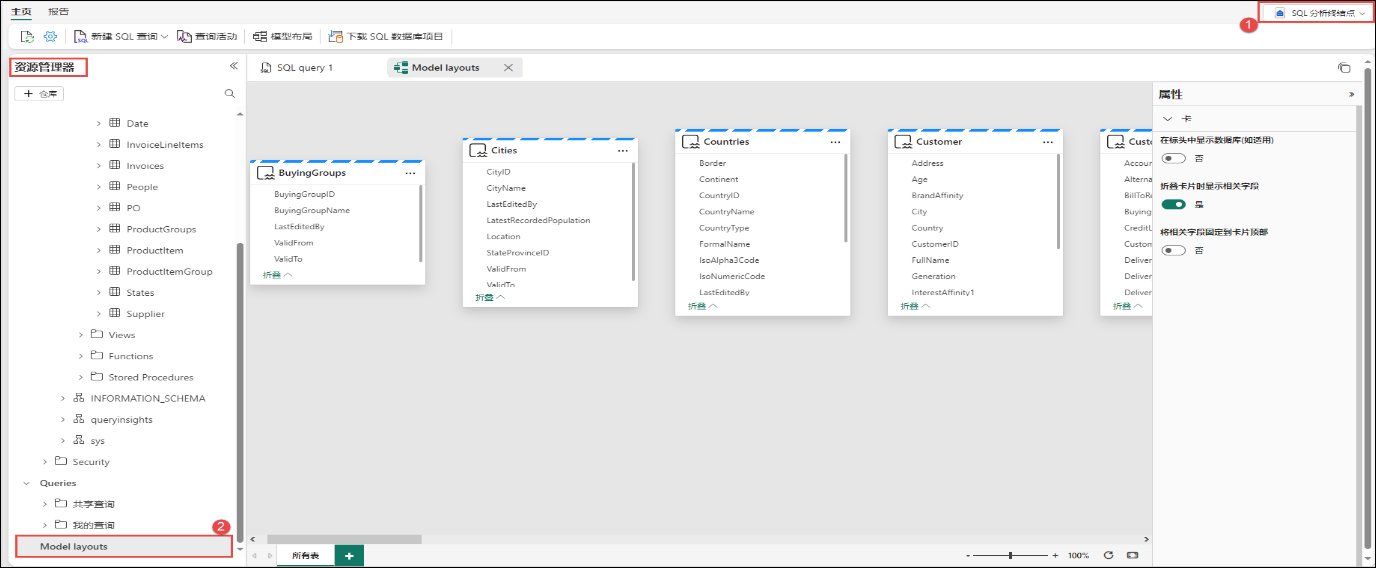 主页 报告
1
SQL 分析终结点
新建 SQL 查询
查询活动
模型布局
下载 SQL 数据库项目
资源管理器
仓库
Date
InvoiceLineItems
Invoices
People
PO
ProductGroups
ProductItem
ProductItemGroup
States
Supplier
Views
Functions
Stored Procedures
INFORMATION_SCHEMA
queryinsights
sys
Security
Queries
共享查询
我的查询
2
Model layouts
SQL query 1
Model layouts
BuyingGroups
BuyingGroupID
BuyingGroupName
LastEditedBy
ValidFrom
ValidTo
折叠
Cities
CityID
CityName
LastEditedBy
LatestRecordedPopulation
Location
StateProvinceID
ValidFrom
ValidTo
折叠
Countries
Border
Continent
CountryID
CountryName
CountryType
FormalName
IsoAlpha3Code
IsoNumericCode
LastEditedBy
折叠
Customer
Address
Age
BrandAffinity
City
Country
CustomerID
FullName
Generation
InterestAffinity1
折叠
Custo
Accou
Alterna
BillToRe
Buying
CreditL
Custom
Deliver
Deliver
Deliver
折叠
属性
卡
在标头中显示数据库(如适用)
否
折叠卡片时显示相关字段
是
将相关字段固定到卡片顶部
否
所有表
+
- + 100%